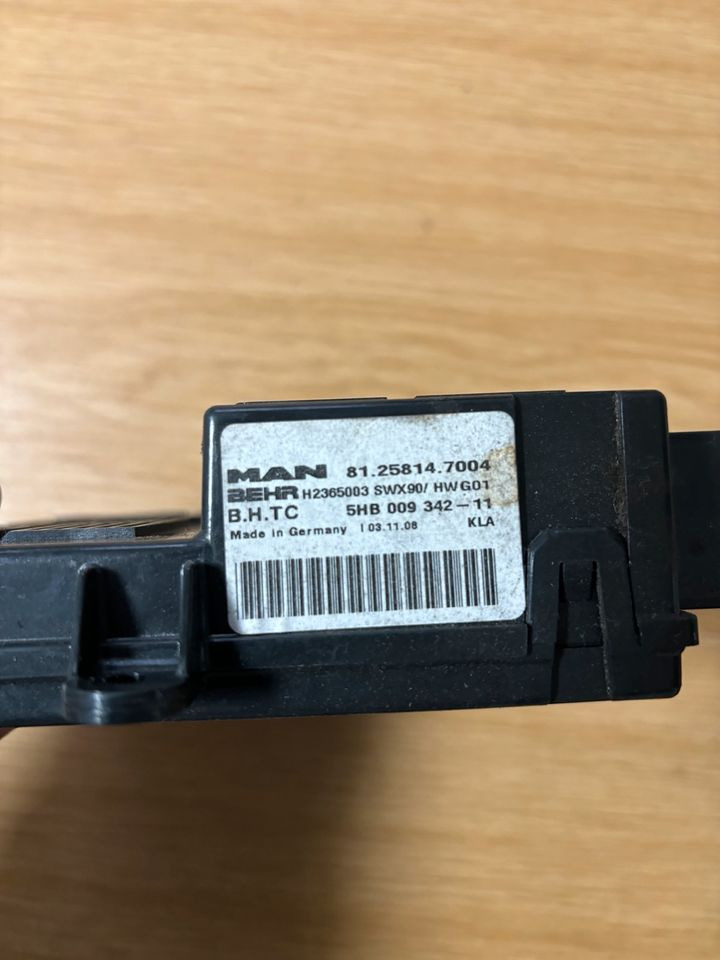 MAN 81.25814.7004
BEHR H2365003 SWX90/ HWG01
B.H.TC 5HB 009 342-11
Made in Germany I 03.11.08 KLA